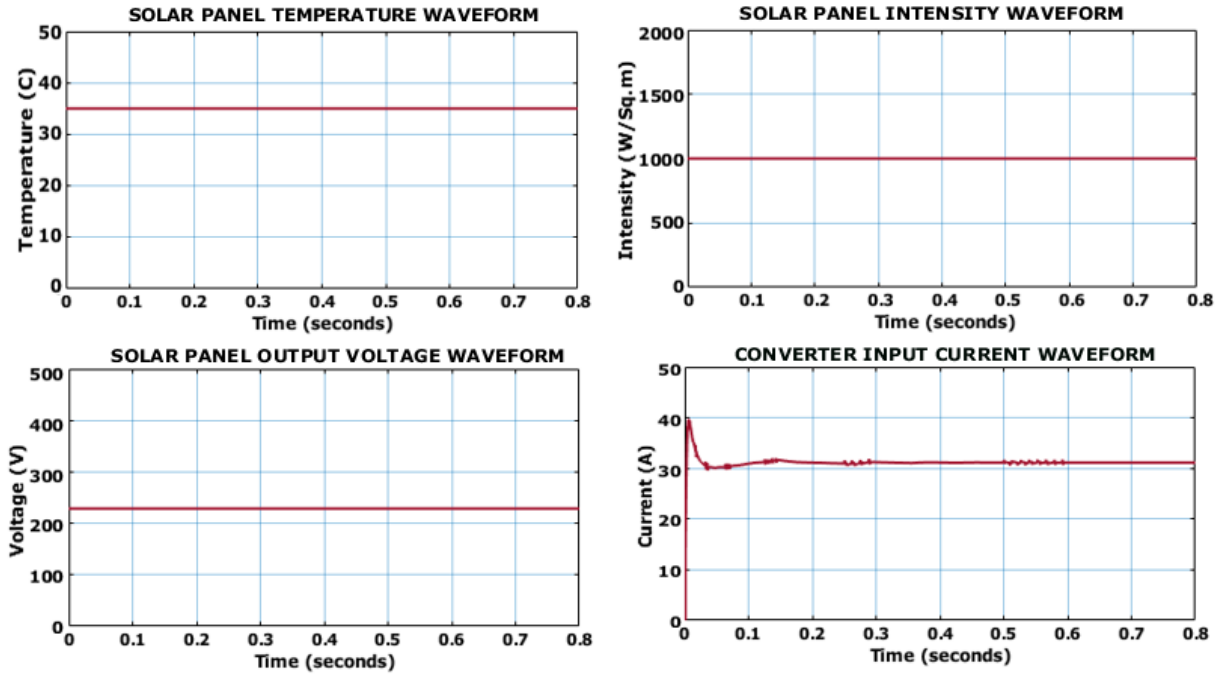 SOLAR PANEL TEMPERATURE WAVEFORM
50
40
30
20
10
0
Temperature (C)
0 0.1 0.2 0.3 0.4 0.5 0.6 0.7 0.8
Time (seconds)
SOLAR PANEL INTENSITY WAVEFORM
2000
1500
1000
500
0
Intensity (W/Sq.m)
0 0.1 0.2 0.3 0.4 0.5 0.6 0.7 0.8
Time (seconds)
SOLAR PANEL OUTPUT VOLTAGE WAVEFORM
500
400
300
200
100
0
Voltage (V)
0 0.1 0.2 0.3 0.4 0.5 0.6 0.7 0.8
Time (seconds)
CONVERTER INPUT CURRENT WAVEFORM
50
40
30
20
10
0
Current (A)
0 0.1 0.2 0.3 0.4 0.5 0.6 0.7 0.8
Time (seconds)